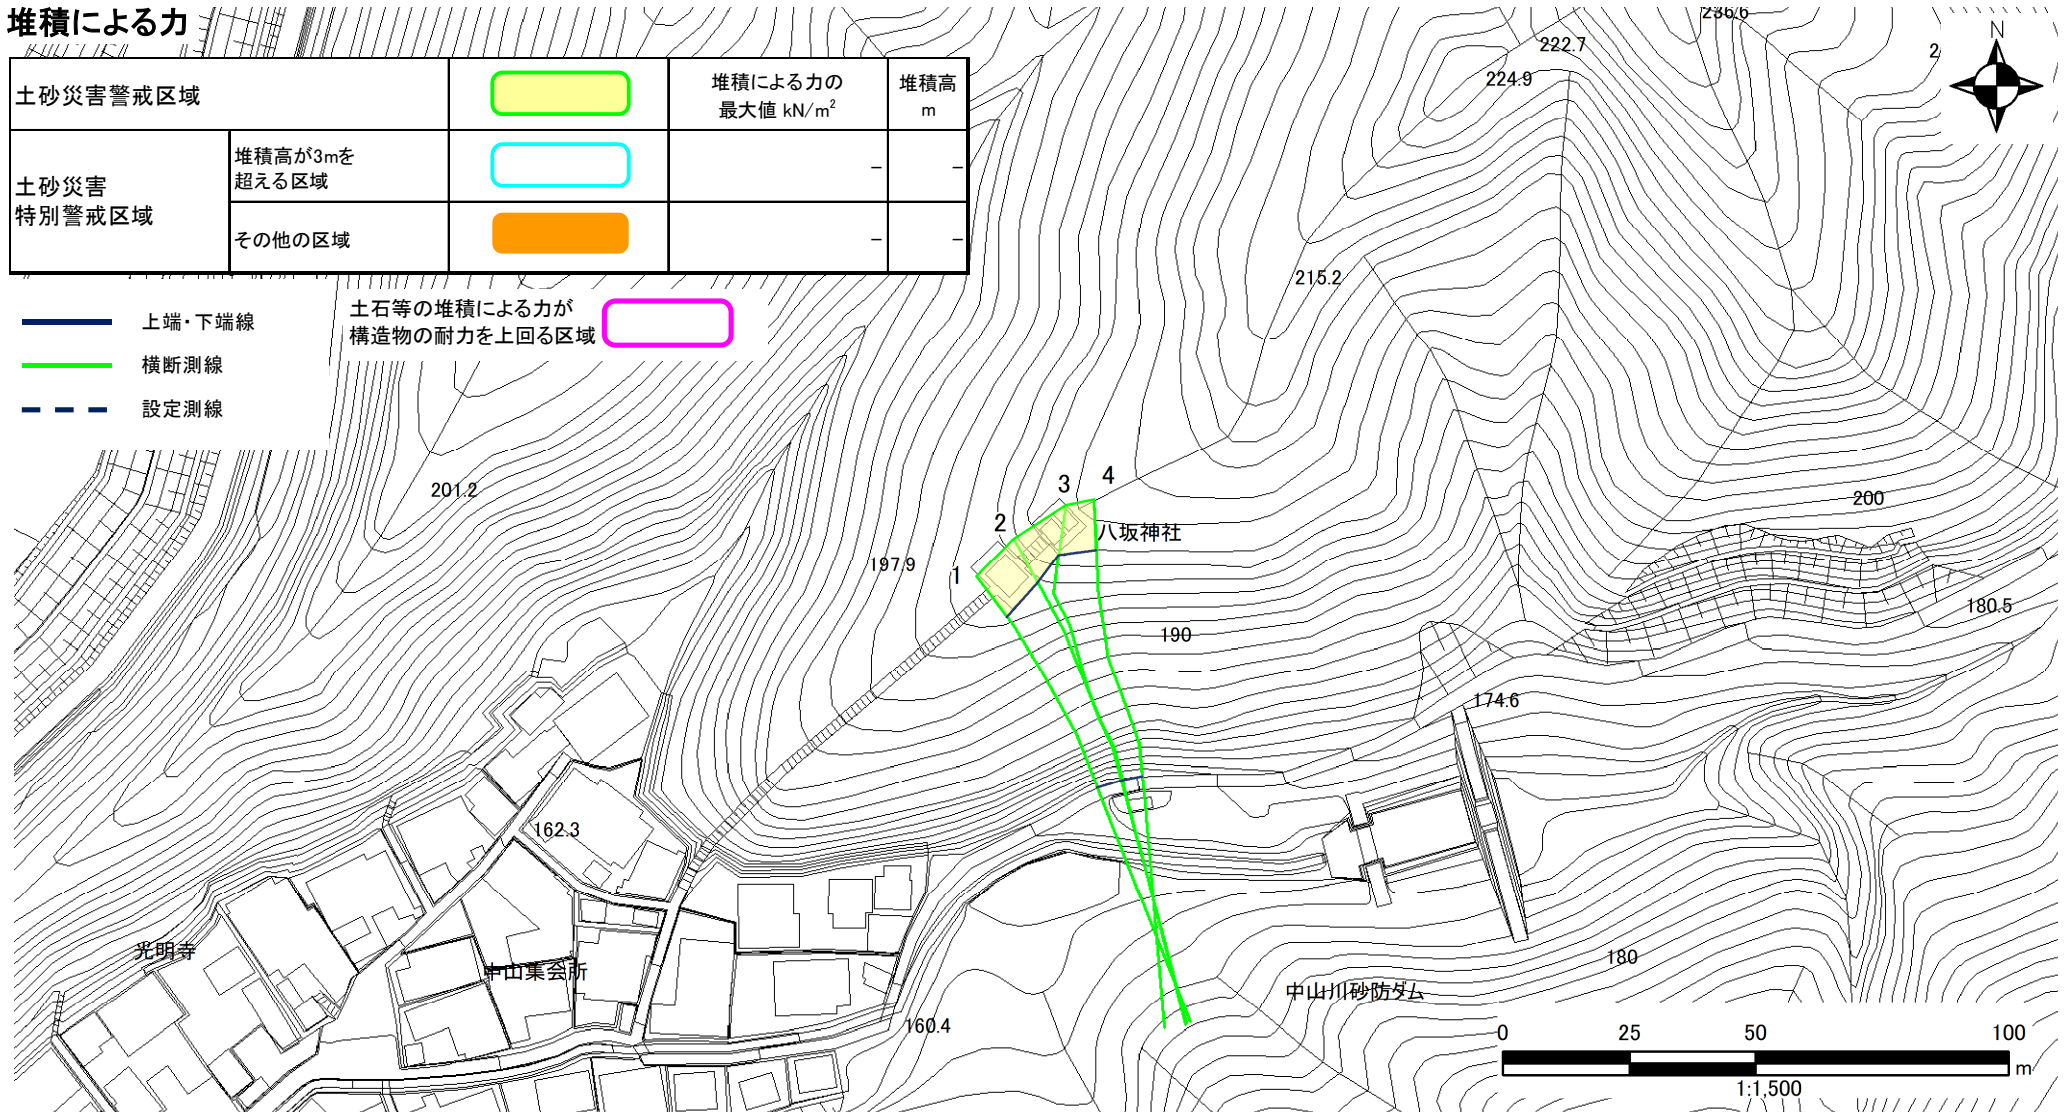 堆積による力
土砂災害警戒区域
堆積による力の
最大値 kN/m²
堆積高
m
土砂災害
特別警戒区域
堆積高が3mを
超える区域
-
-
その他の区域
-
-
上端・下端線
横断測線
設定測線
土石等の堆積による力が
構造物の耐力を上回る区域
N
236.6
222.7
224.9
2
215.2
201.2
200
197.9
1
2
3
4
八坂神社
190
180.5
174.6
162.3
光明寺
中山集会所
180
中山川砂防ダム
160.4
0 25 50 100
m
1:1,500